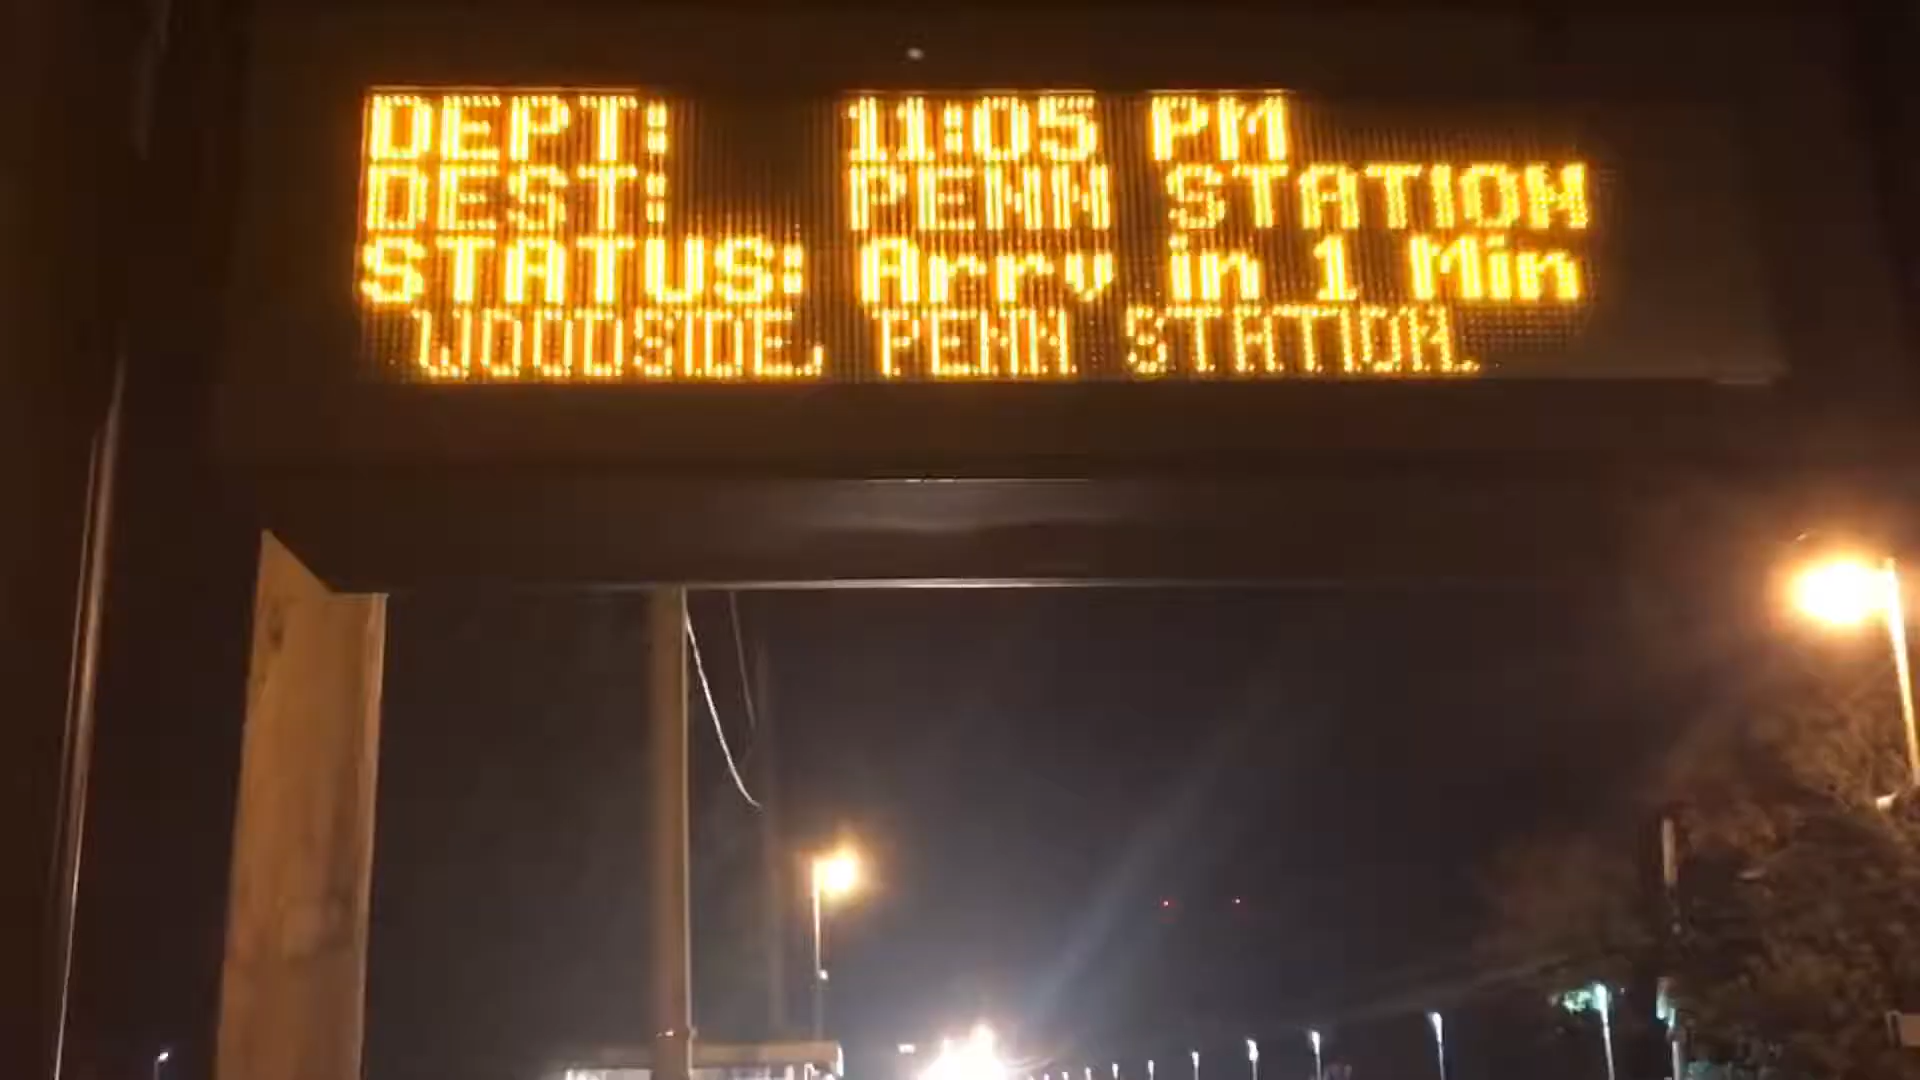 DEPT: 11:05 PM
DEST: PENN STATION
STATUS: Arrv in 1 Min
WOODSIDE, PENN STATION.